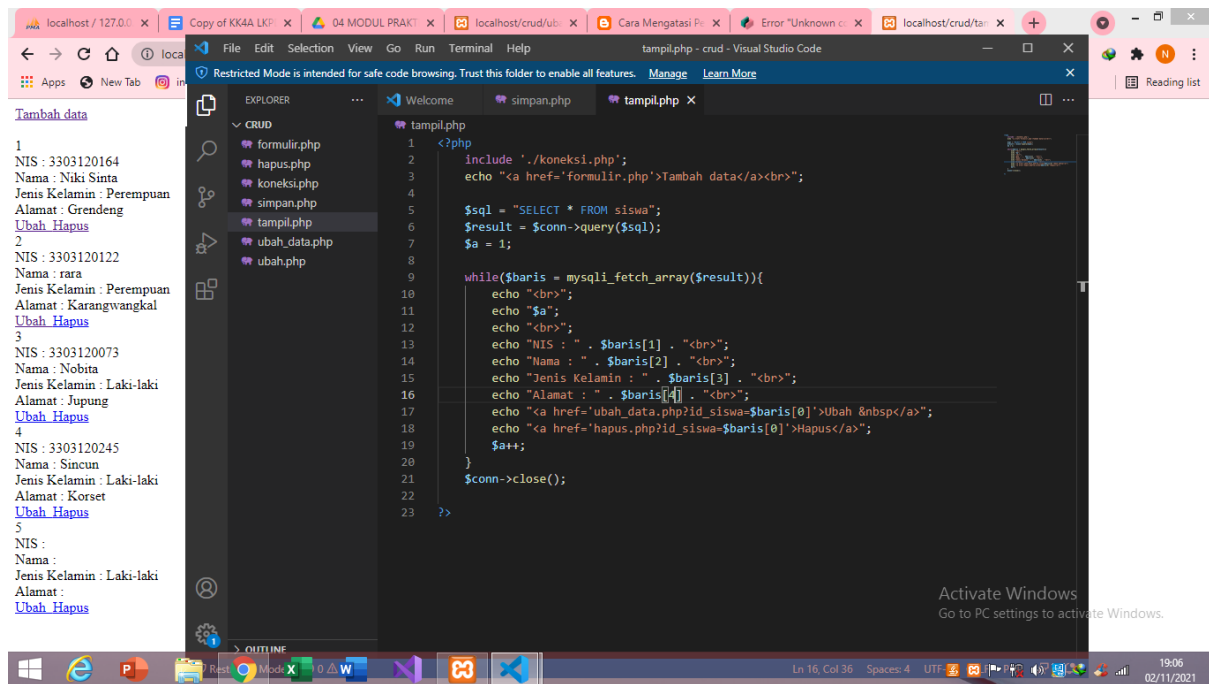 localhost / 127.0.0
Copy of KK4A LKP
04 MODUL PRAKT
localhost/crud/ub
Cara Mengatasi Pe
Error "Unknown co
localhost/crud/tan
local
Apps
New Tab
in
Reading list
File Edit Selection View Go Run Terminal Help
tampil.php - crud - Visual Studio Code
Restricted Mode is intended for safe code browsing. Trust this folder to enable all features. Manage Learn More
Tambah data
1
NIS : 3303120164
Nama : Niki Sinta
Jenis Kelamin : Perempuan
Alamat : Grendeng
Ubah Hapus
2
NIS : 3303120122
Nama : rara
Jenis Kelamin : Perempuan
Alamat : Karangwangkal
Ubah Hapus
3
NIS : 3303120073
Nama : Nobita
Jenis Kelamin : Laki-laki
Alamat : Jupung
Ubah Hapus
4
NIS : 3303120245
Nama : Sincun
Jenis Kelamin : Laki-laki
Alamat : Korset
Ubah Hapus
5
NIS :
Nama :
Jenis Kelamin : Laki-laki
Alamat :
Ubah Hapus
EXPLORER
CRUD
formulir.php
hapus.php
koneksi.php
simpan.php
tampil.php
ubah_data.php
ubah.php
OUTLINE
Welcome
simpan.php
tampil.php
tampil.php
1 <?php
2 include './koneksi.php';
3 echo "<a href='formulir.php'>Tambah data</a><br>";
4
5 $sql = "SELECT * FROM siswa";
6 $result = $conn->query($sql);
7 $a = 1;
8
9 while($baris = mysqli_fetch_array($result)){
10 echo "<br>";
11 echo "$a";
12 echo "<br>";
13 echo "NIS : " . $baris[1] . "<br>";
14 echo "Nama : " . $baris[2] . "<br>";
15 echo "Jenis Kelamin : " . $baris[3] . "<br>";
16 echo "Alamat : " . $baris[4] . "<br>";
17 echo "<a href='ubah_data.php?id_siswa=$baris[0]'>Ubah &nbsp</a>";
18 echo "<a href='hapus.php?id_siswa=$baris[0]'>Hapus</a>";
19 $a++;
20 }
21 $conn->close();
22
23 ?>
Activate Windows
Go to PC settings to activate Windows.
Ln 16, Col 36 Spaces: 4 UTF-
19:06
02/11/2021